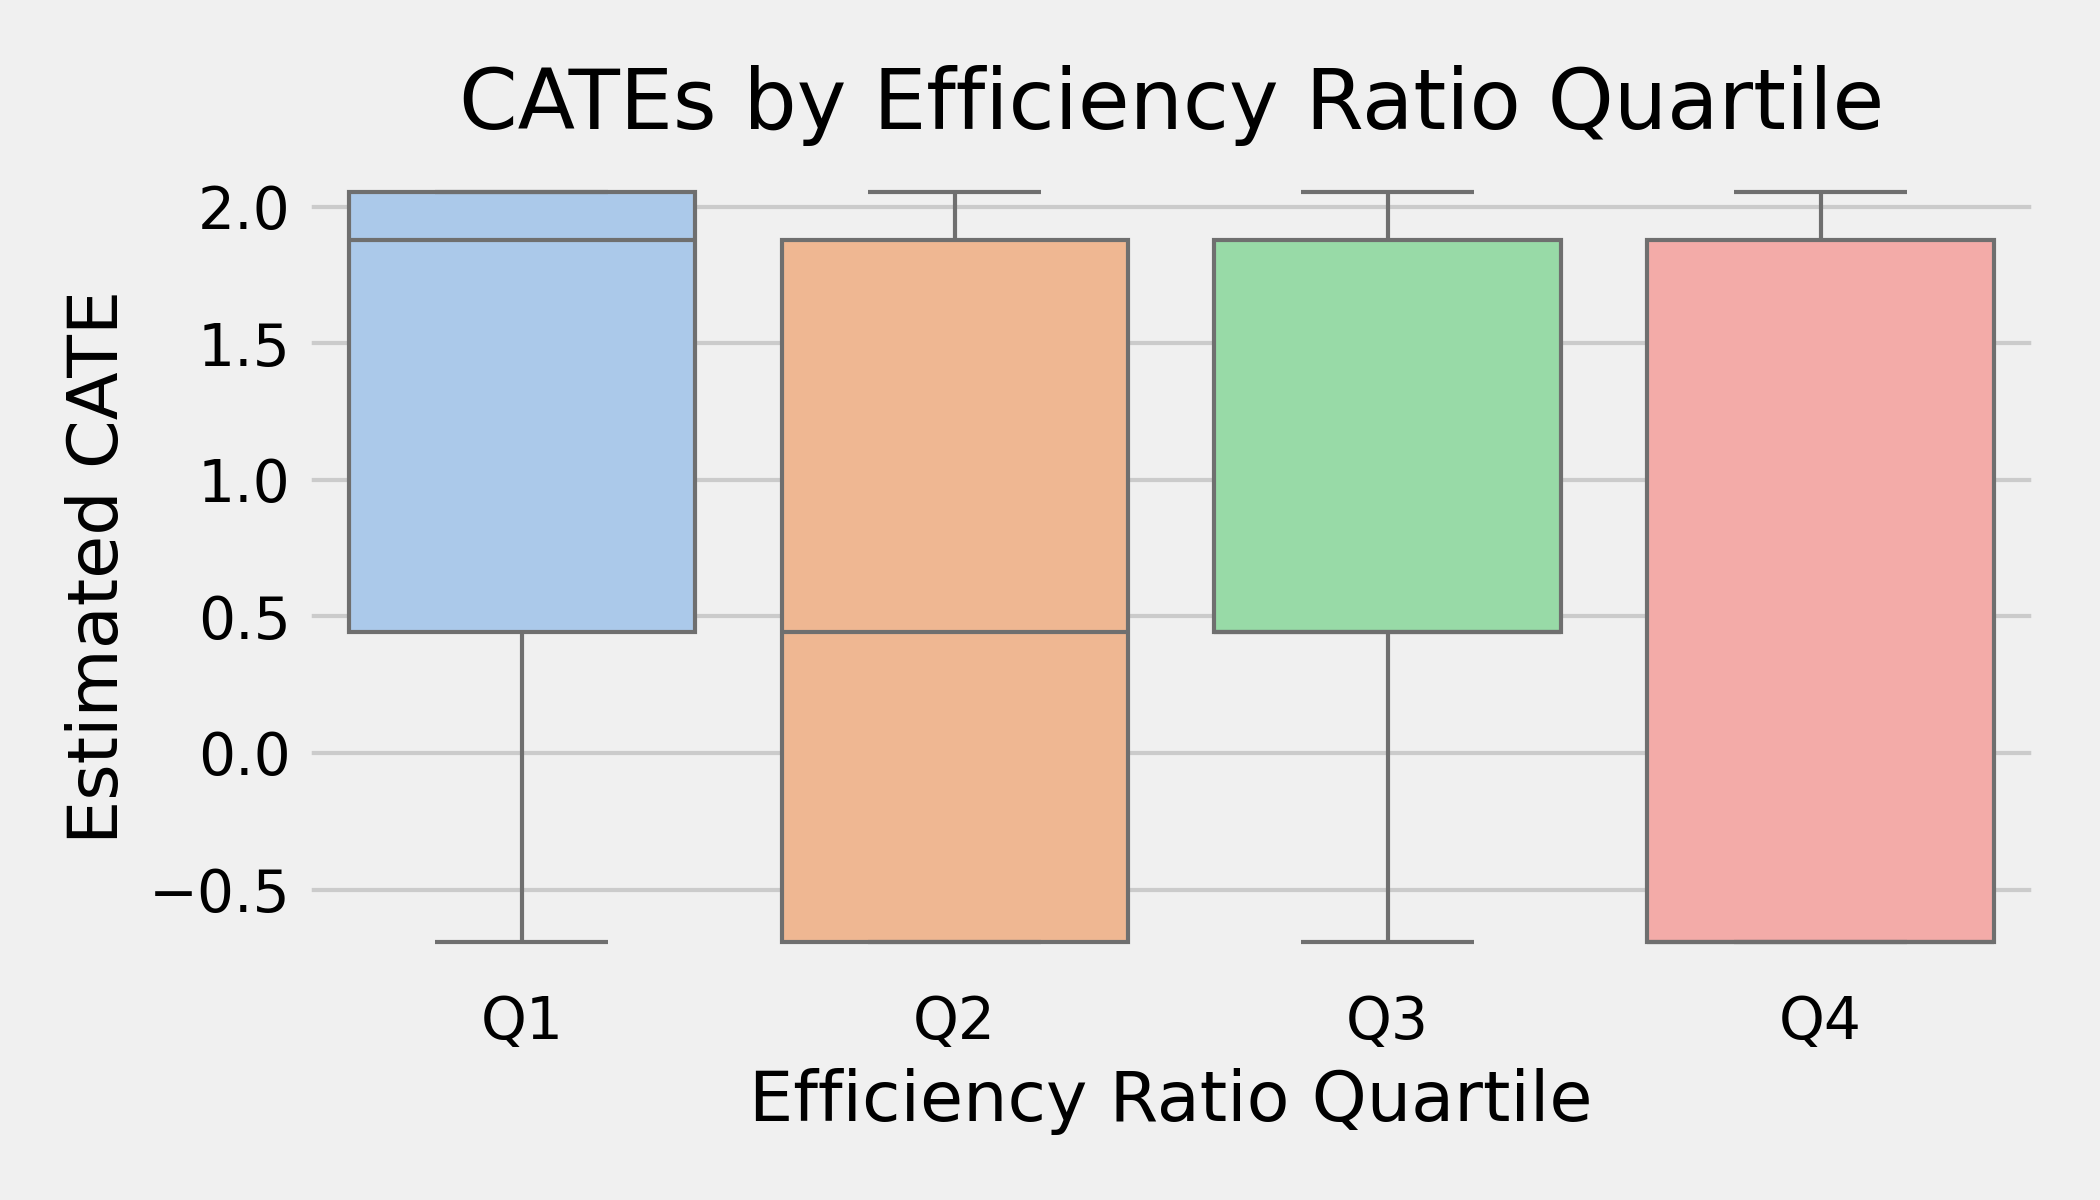 CATEs by Efficiency Ratio Quartile
Estimated CATE
2.0
1.5
1.0
0.5
0.0
−0.5
Q1 Q2 Q3 Q4
Efficiency Ratio Quartile